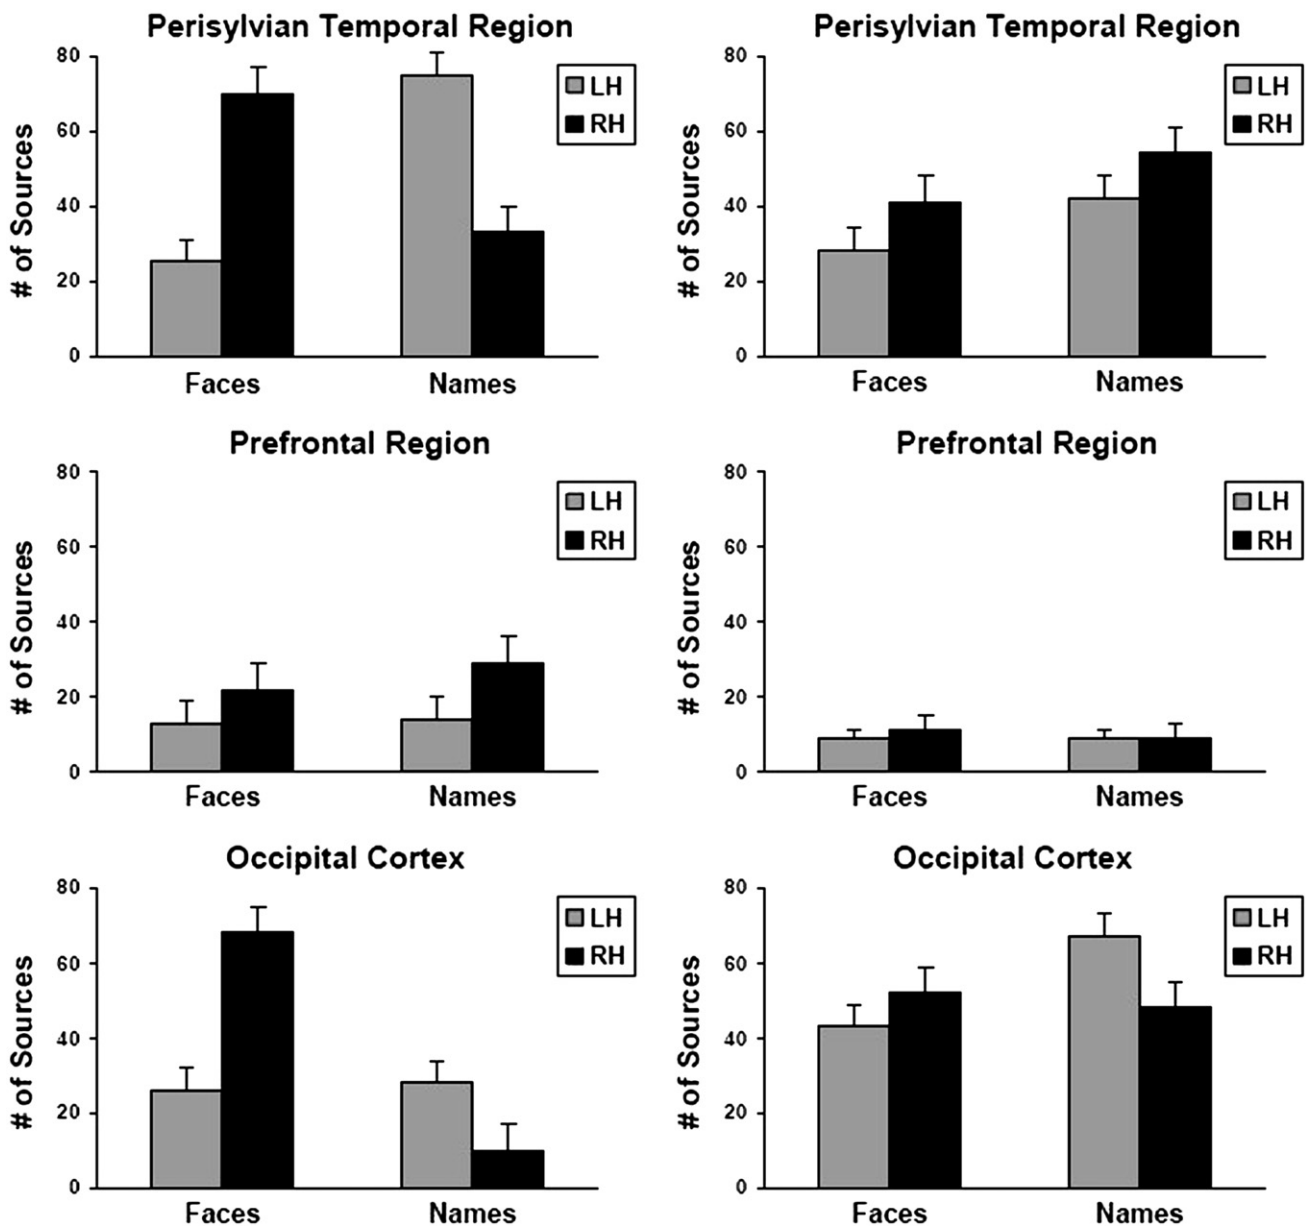 Perisylvian Temporal Region
# of Sources
80
60
40
20
0
LH
RH
Faces Names
Perisylvian Temporal Region
# of Sources
80
60
40
20
0
LH
RH
Faces Names
Prefrontal Region
# of Sources
80
60
40
20
0
LH
RH
Faces Names
Prefrontal Region
# of Sources
80
60
40
20
0
LH
RH
Faces Names
Occipital Cortex
# of Sources
80
60
40
20
0
LH
RH
Faces Names
Occipital Cortex
# of Sources
80
60
40
20
0
LH
RH
Faces Names